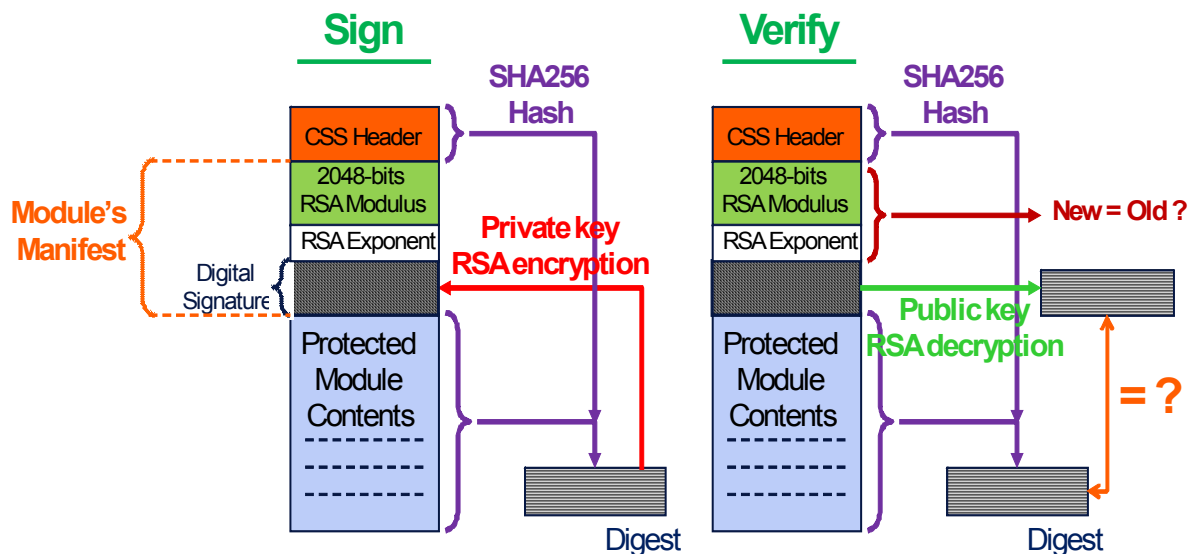 Sign
SHA256
Hash
CSS Header
2048-bits
RSA Modulus
RSA Exponent
Module's
Manifest
Digital
Signature
Private key
RSA encryption
Protected
Module
Contents
Digest
Verify
SHA256
Hash
CSS Header
2048-bits
RSA Modulus
RSA Exponent
New = Old ?
Public key
RSA decryption
Protected
Module
Contents
= ?
Digest